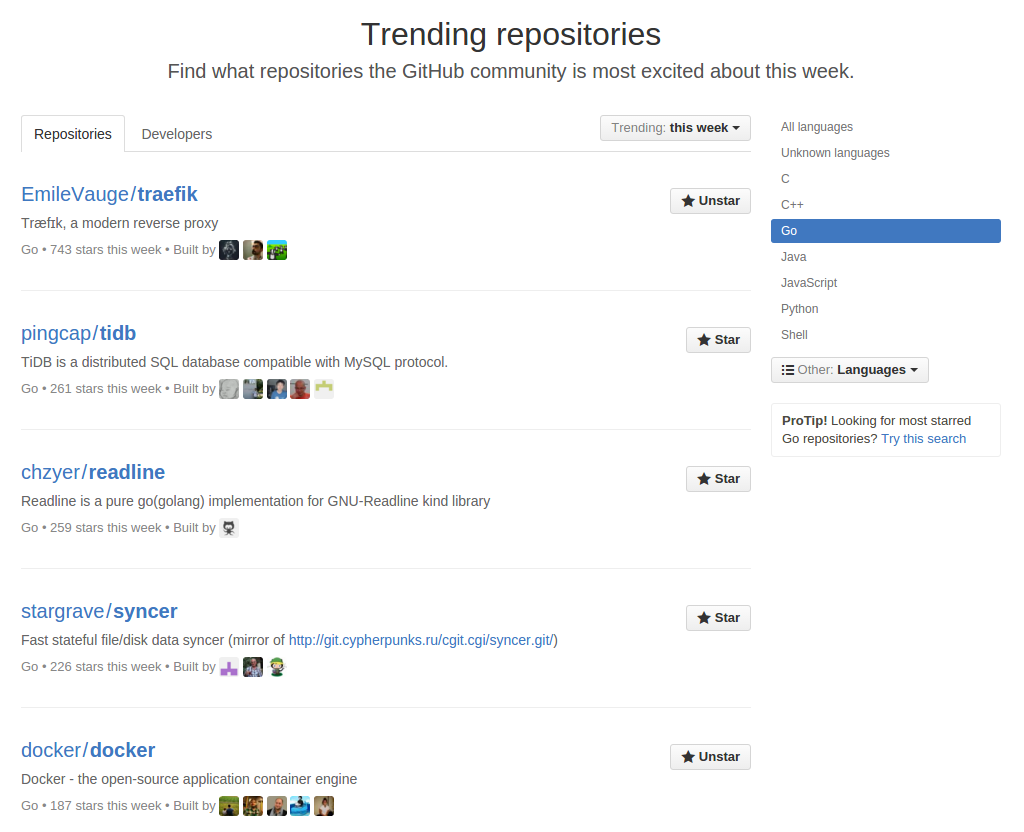 Trending repositories
Find what repositories the GitHub community is most excited about this week.
Repositories
Developers
Trending: this week
EmileVauge/traefik
Unstar
Træfɪk, a modern reverse proxy
Go • 743 stars this week • Built by
pingcap/tidb
Star
TiDB is a distributed SQL database compatible with MySQL protocol.
Go • 261 stars this week • Built by
chzyer/readline
Star
Readline is a pure go(golang) implementation for GNU-Readline kind library
Go • 259 stars this week • Built by
stargrave/syncer
Star
Fast stateful file/disk data syncer (mirror of http://git.cypherpunks.ru/cgit.cgi/syncer.git/)
Go • 226 stars this week • Built by
docker/docker
Unstar
Docker - the open-source application container engine
Go • 187 stars this week • Built by
All languages
Unknown languages
C
C++
Go
Java
JavaScript
Python
Shell
Other: Languages
ProTip! Looking for most starred
Go repositories? Try this search